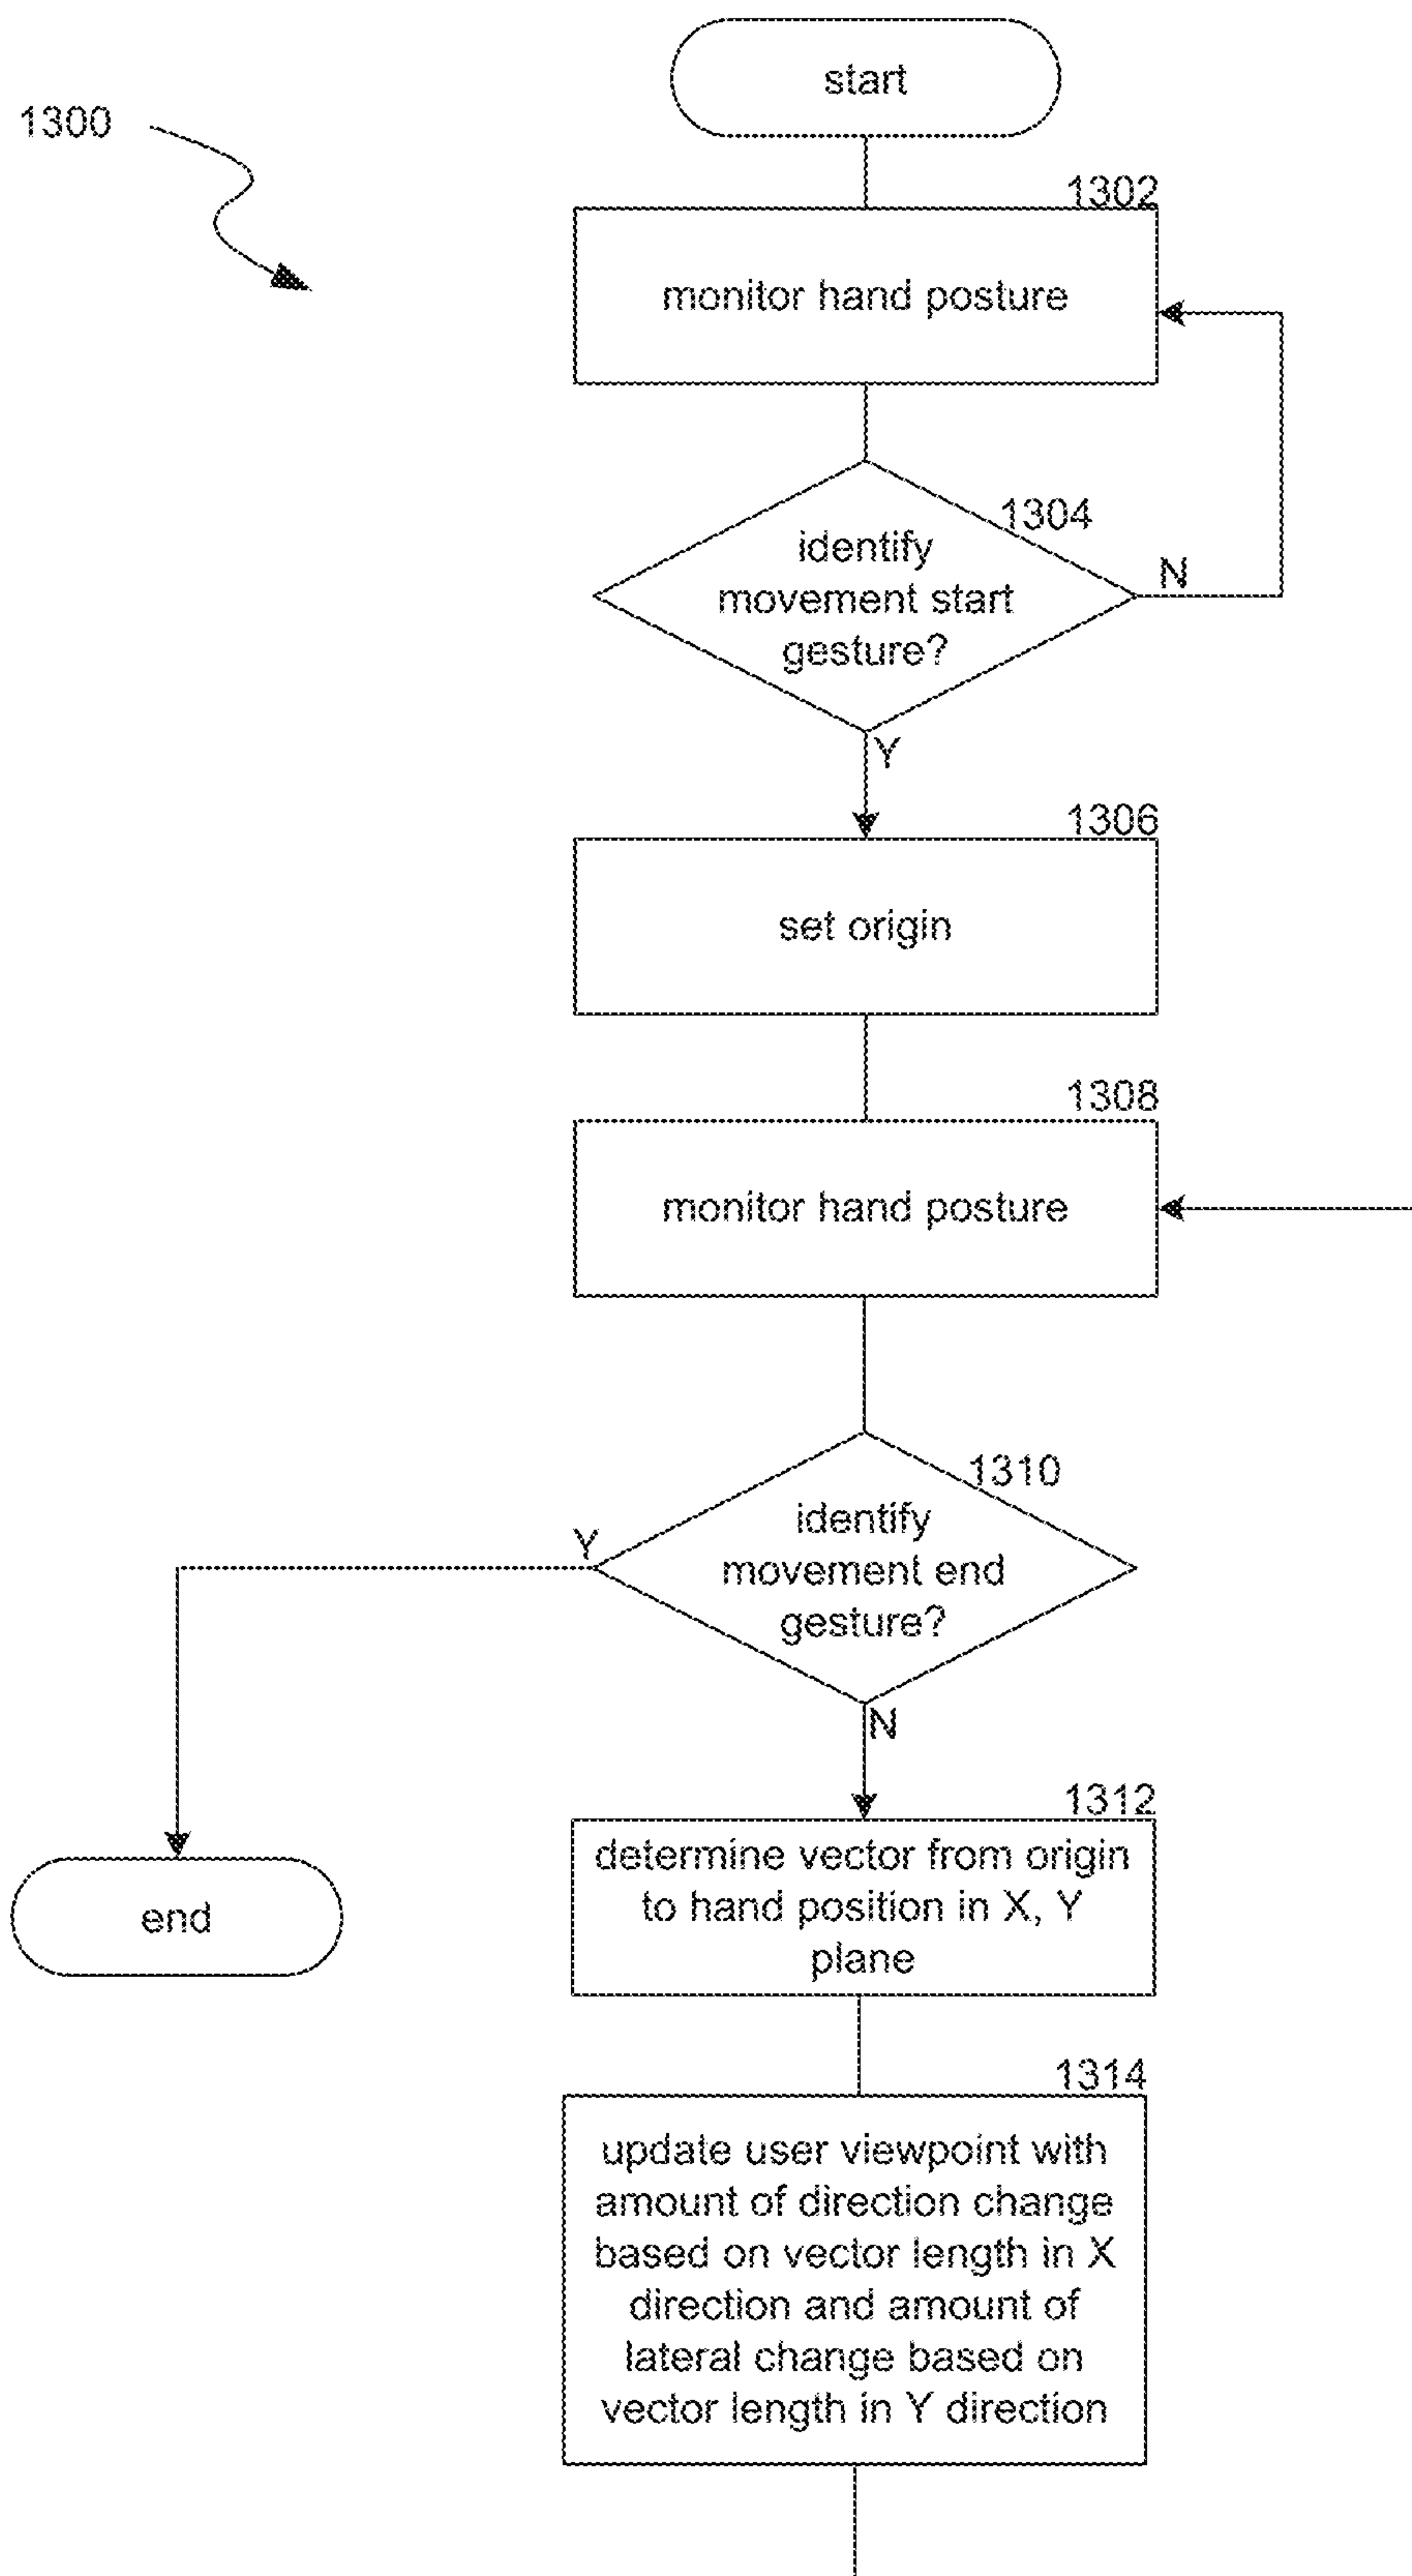 start
1300
1302
monitor hand posture
1304
identify
movement start
gesture?
N
Y
1306
set origin
1308
monitor hand posture
1310
identify
movement end
gesture?
Y
N
1312
determine vector from origin
to hand position in X, Y
plane
end
1314
update user viewpoint with
amount of direction change
based on vector length in X
direction and amount of
lateral change based on
vector length in Y direction